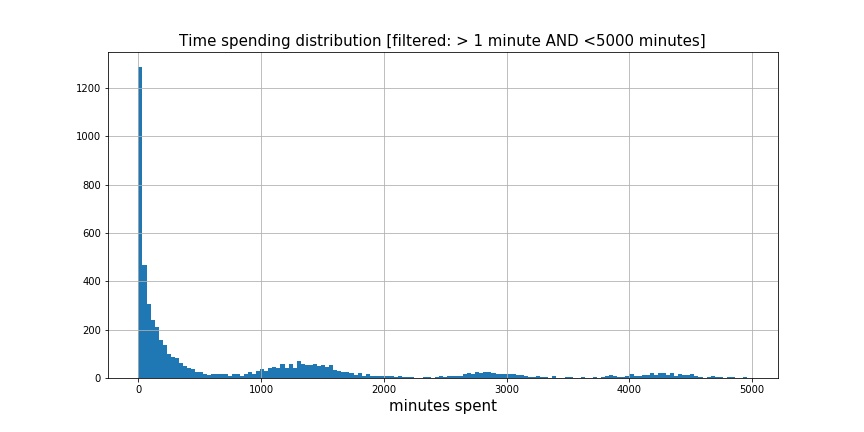 Time spending distribution [filtered: > 1 minute AND <5000 minutes]
1200
1000
800
600
400
200
0
0 1000 2000 3000 4000 5000
minutes spent